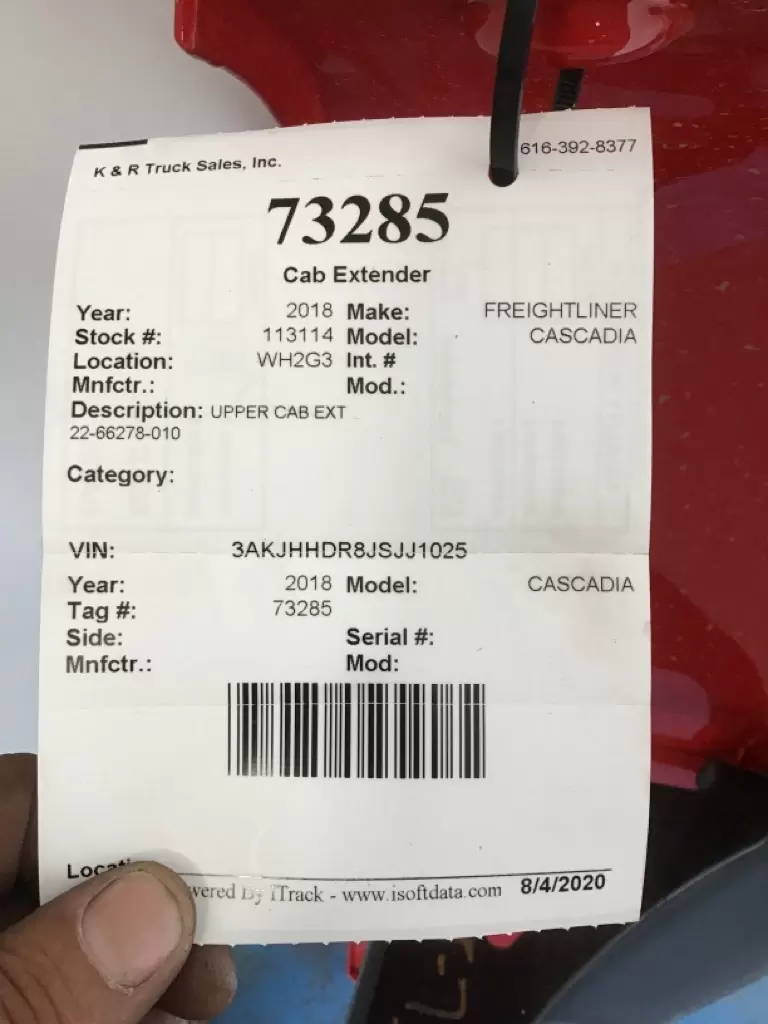 K & R Truck Sales, Inc. 616-392-8377
73285
Cab Extender
Year: 2018 Make: FREIGHTLINER
Stock #: 113114 Model: CASCADIA
Location: WH2G3 Int. #
Mnfctr.: Mod.:
Description: UPPER CAB EXT
22-66278-010
Category:
VIN: 3AKJHHDR8JSJJ1025
Year: 2018 Model: CASCADIA
Tag #: 73285
Side: Serial #:
Mnfctr.: Mod:
By iTrack - www.isoftdata.com 8/4/2020